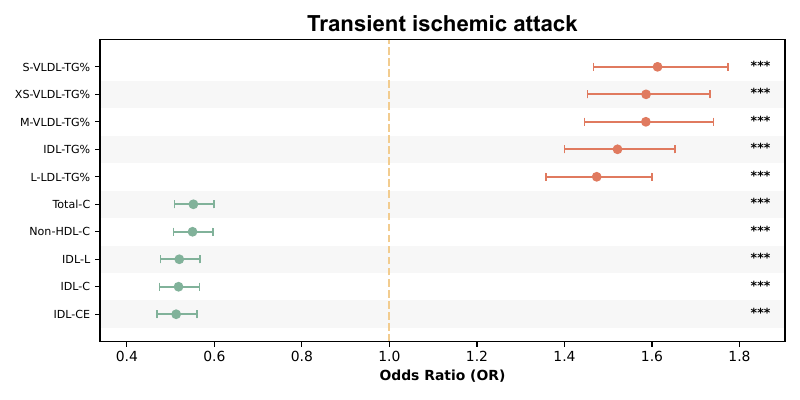 Transient ischemic attack
S-VLDL-TG% ***
XS-VLDL-TG% ***
M-VLDL-TG% ***
IDL-TG% ***
L-LDL-TG% ***
Total-C ***
Non-HDL-C ***
IDL-L ***
IDL-C ***
IDL-CE ***
0.4 0.6 0.8 1.0 1.2 1.4 1.6 1.8
Odds Ratio (OR)